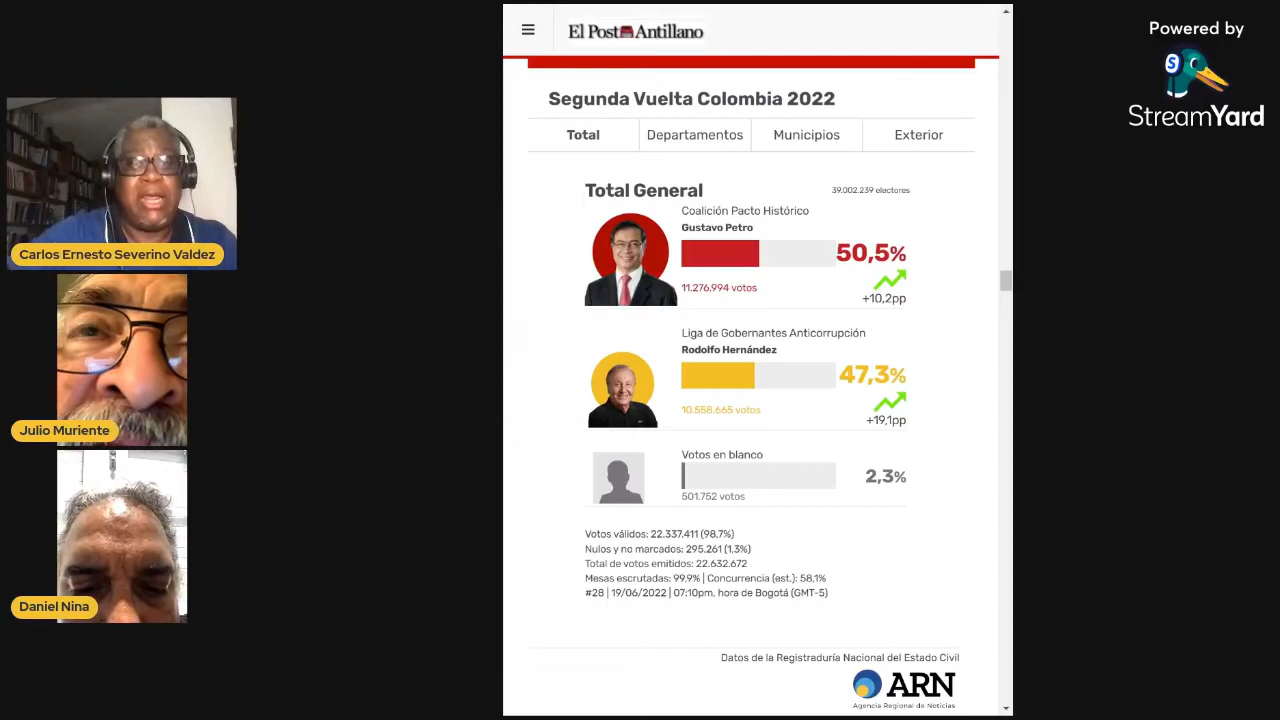 El Post Antillano
Segunda Vuelta Colombia 2022
Total Departamentos Municipios Exterior
Total General
39.002.239 electores
Coalición Pacto Histórico
Gustavo Petro
50,5%
11.276.994 votos
+10,2pp
Liga de Gobernantes Anticorrupción
Rodolfo Hernández
47,3%
10.558.665 votos
+19,1pp
Votos en blanco
2,3%
501.752 votos
Votos válidos: 22.337.411 (98,7%)
Nulos y no marcados: 295.261 (1,3%)
Total de votos emitidos: 22.632.672
Mesas escrutadas: 99.9% | Concurrencia (est.): 58,1%
#28 | 19/06/2022 | 07:10pm. hora de Bogotá (GMT-5)
Datos de la Registraduría Nacional del Estado Civil
ARN
Agencia Regional de Noticias
Carlos Ernesto Severino Valdez
Julio Muriente
Daniel Nina
Powered by
S
StreamYard